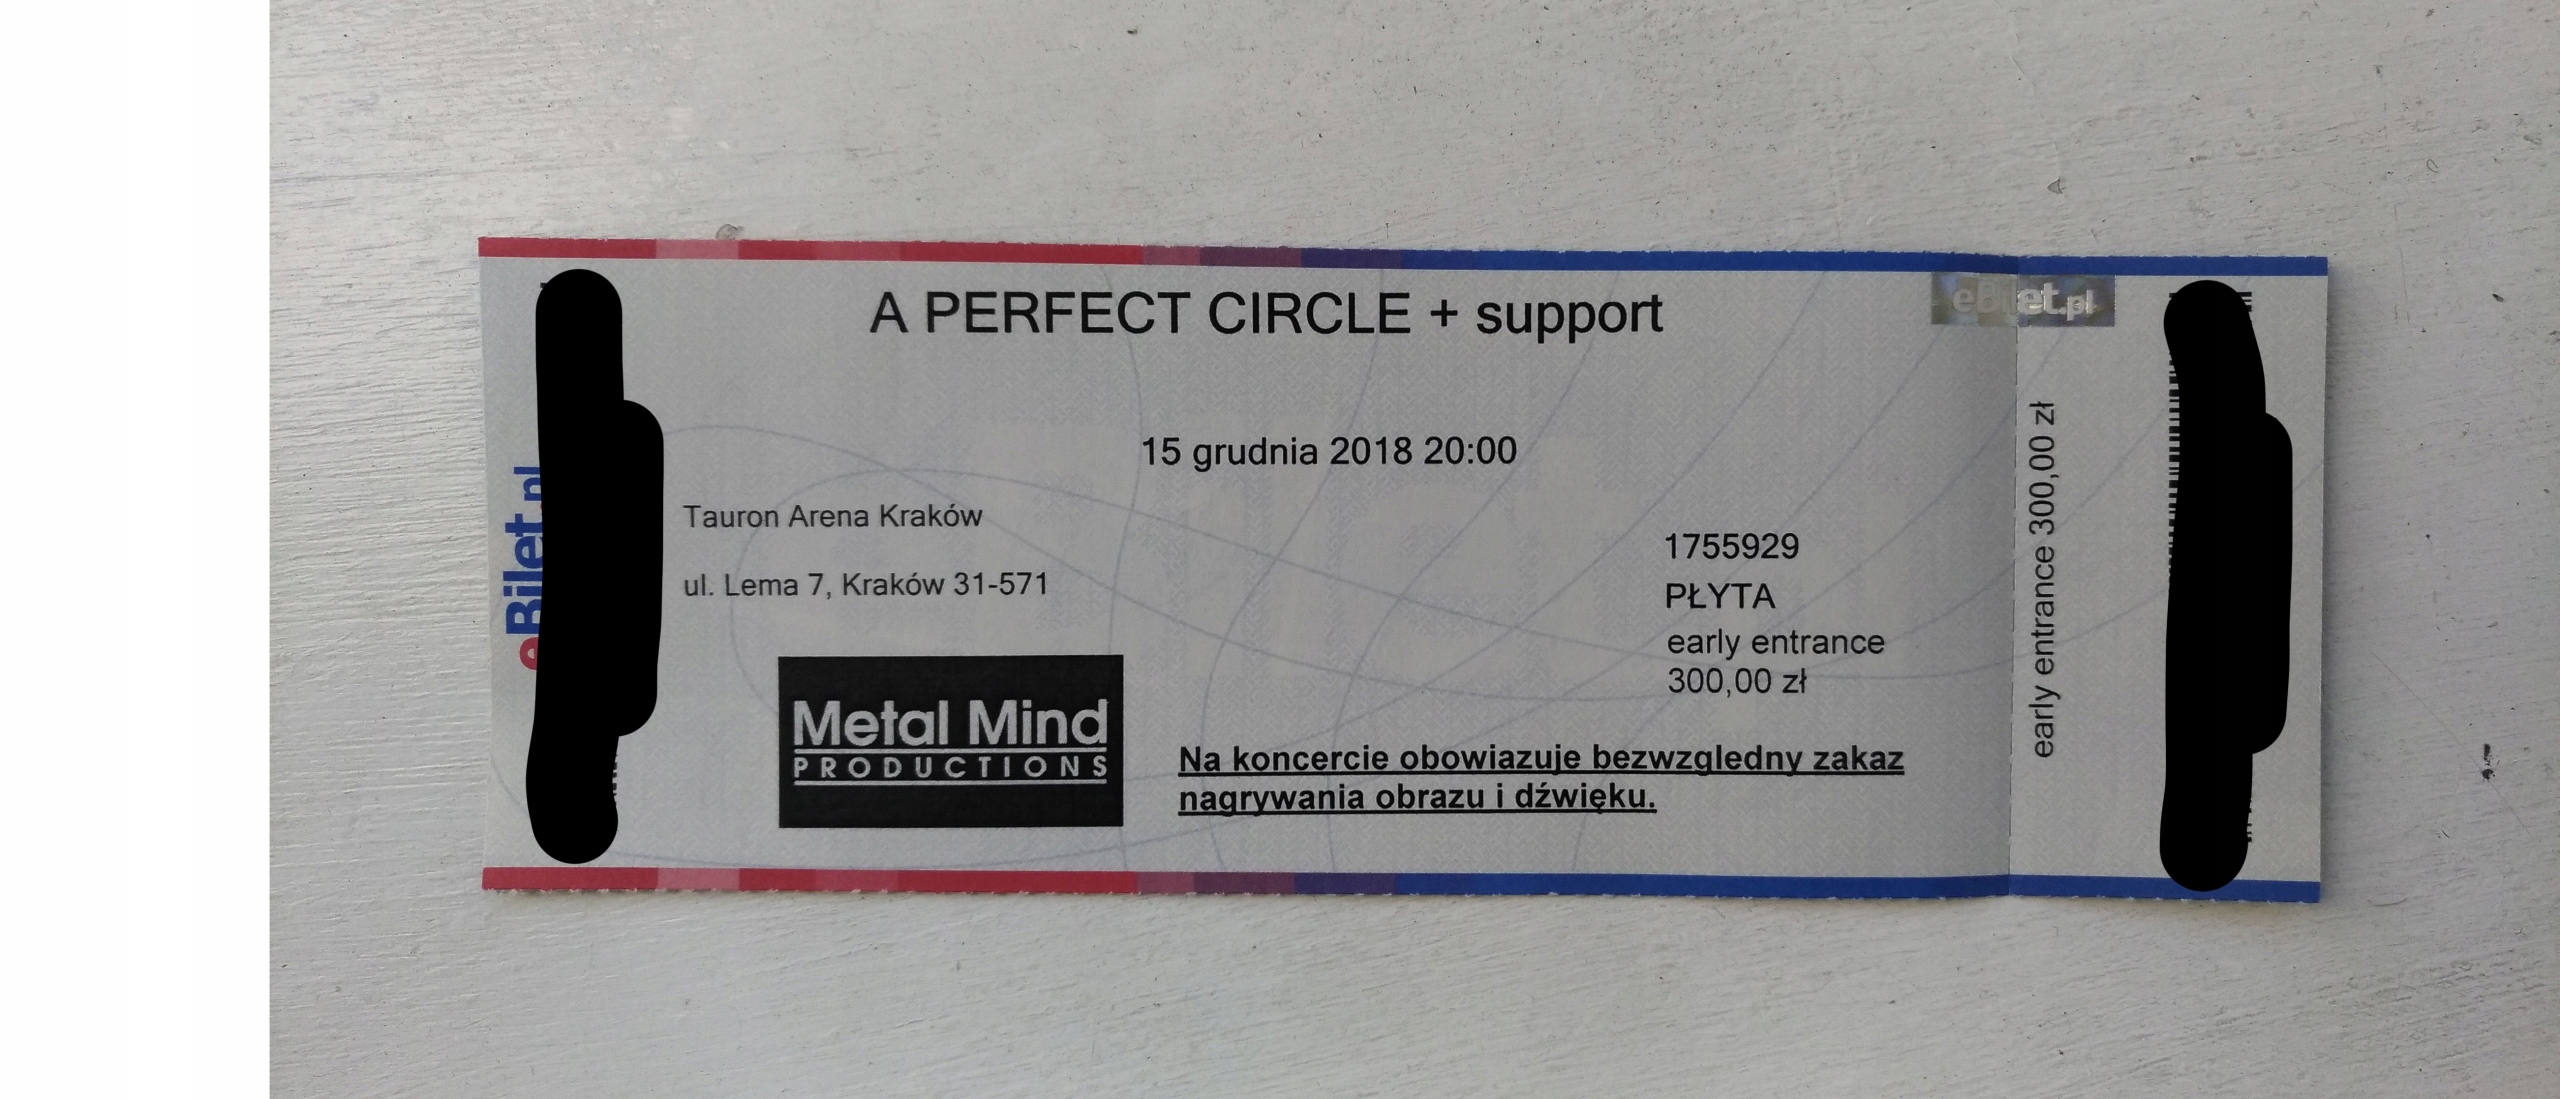 A PERFECT CIRCLE + support
eBilet.pl
15 grudnia 2018 20:00
eBilet.pl
Tauron Arena Kraków
ul. Lema 7, Kraków 31-571
1755929
PŁYTA
early entrance
300,00 zł
early entrance 300,00 zł
Metal Mind
PRODUCTIONS
Na koncercie obowiazuje bezwzgledny zakaz
nagrywania obrazu i dźwięku.